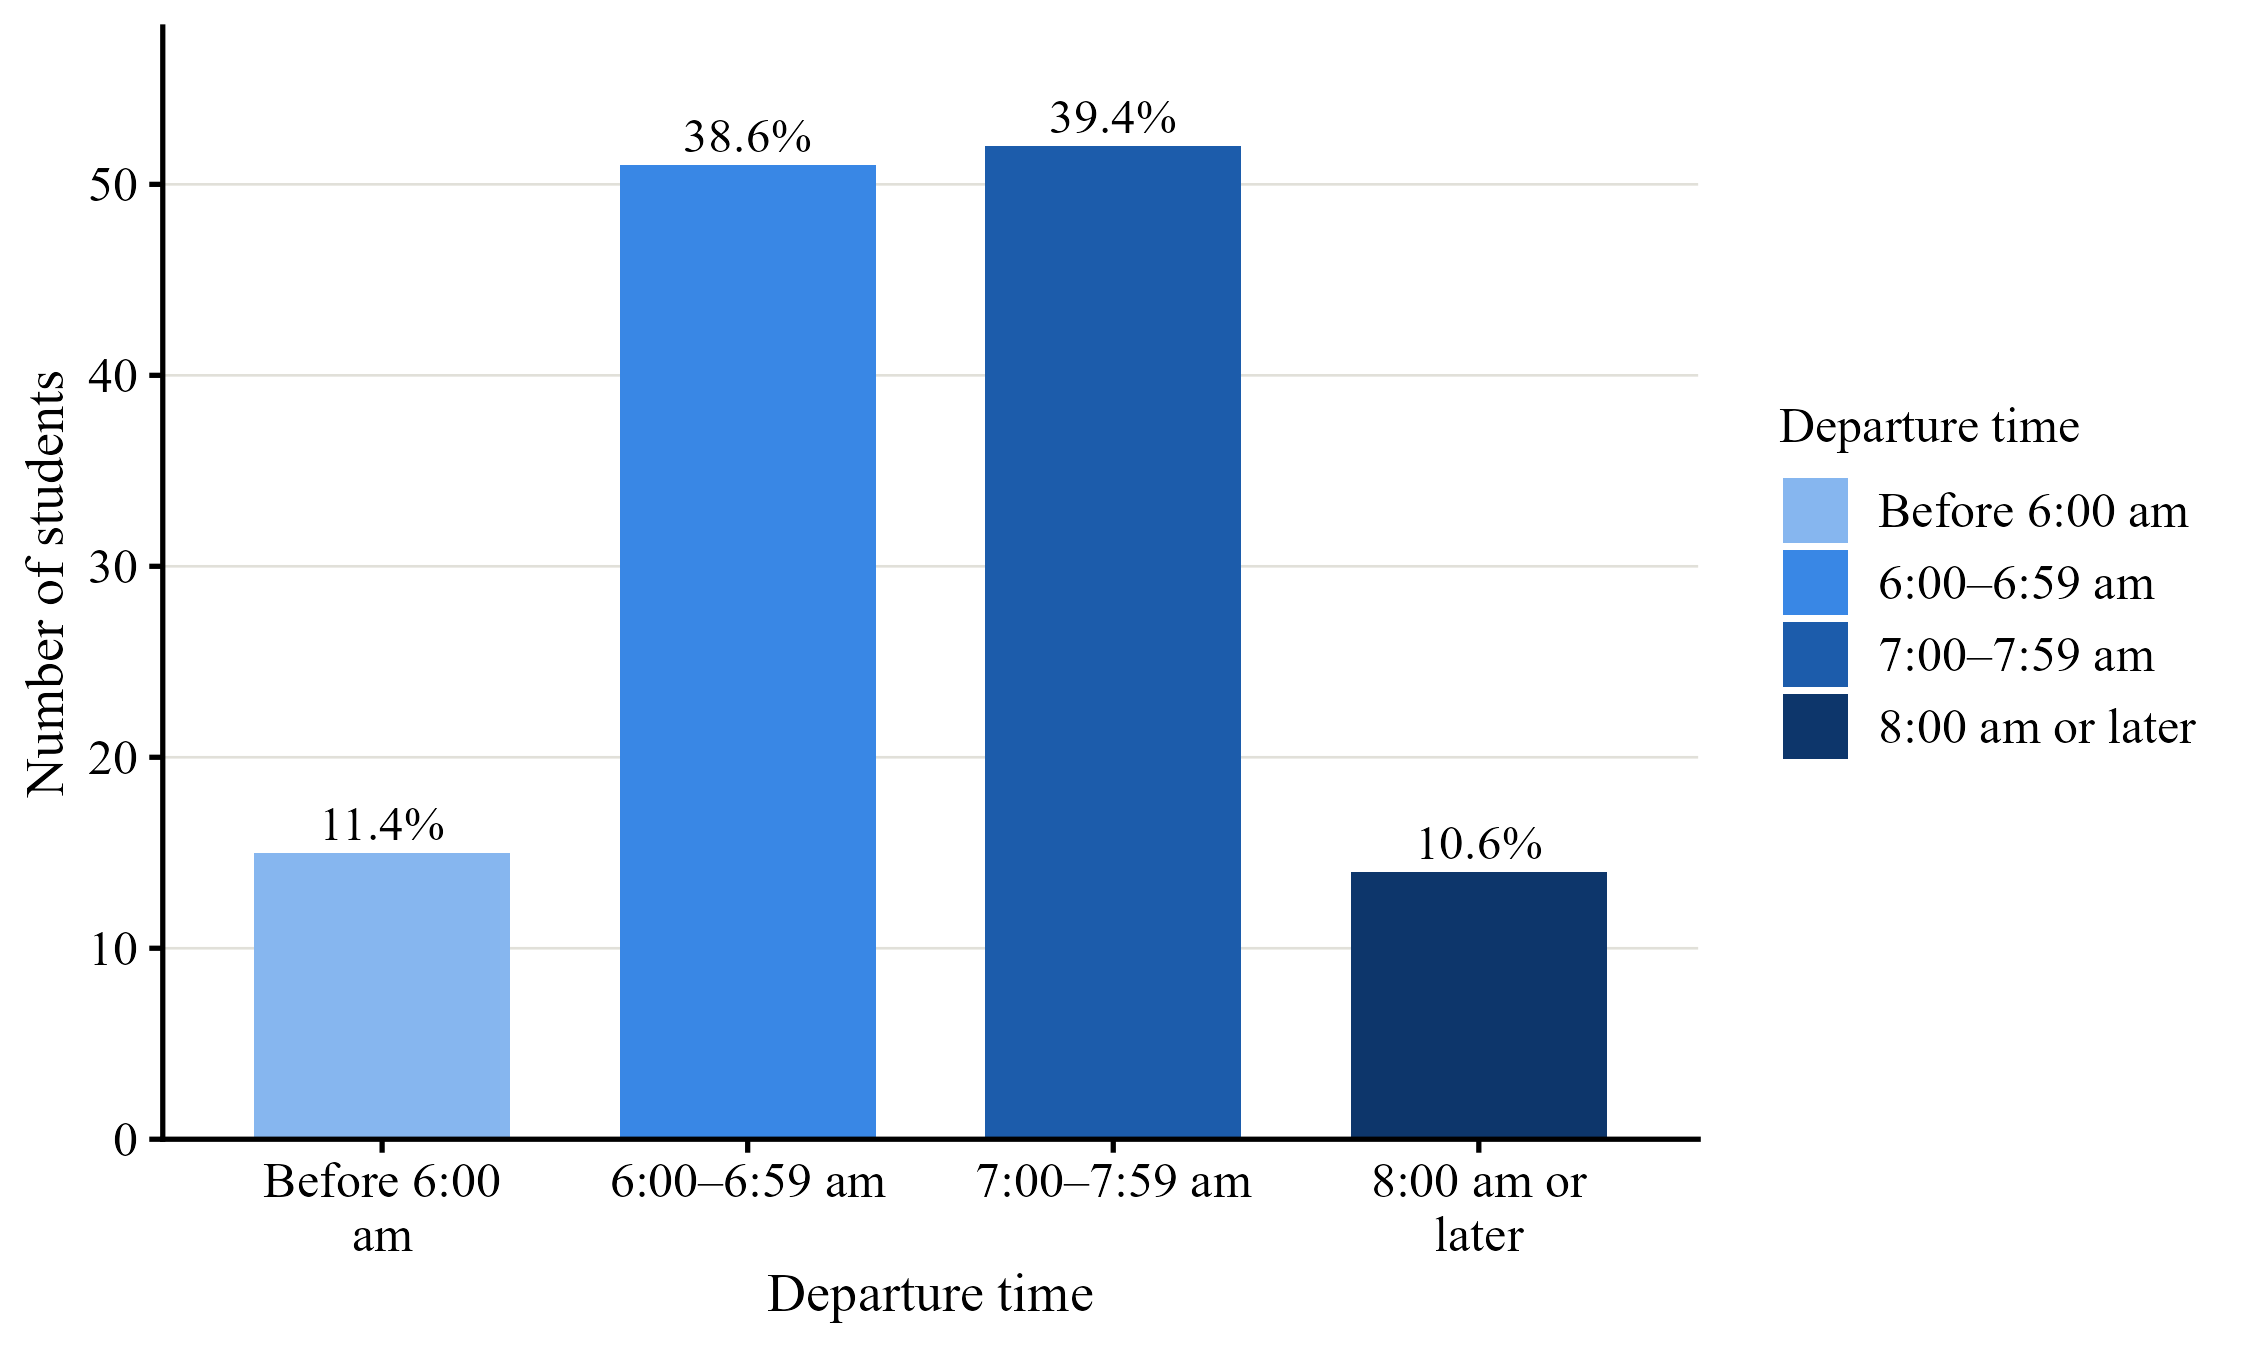 39.4%
38.6%
50
40
30
20
10
0
Number of students
11.4%
10.6%
Before 6:00
am
6:00–6:59 am
7:00–7:59 am
8:00 am or
later
Departure time
Departure time
Before 6:00 am
6:00–6:59 am
7:00–7:59 am
8:00 am or later